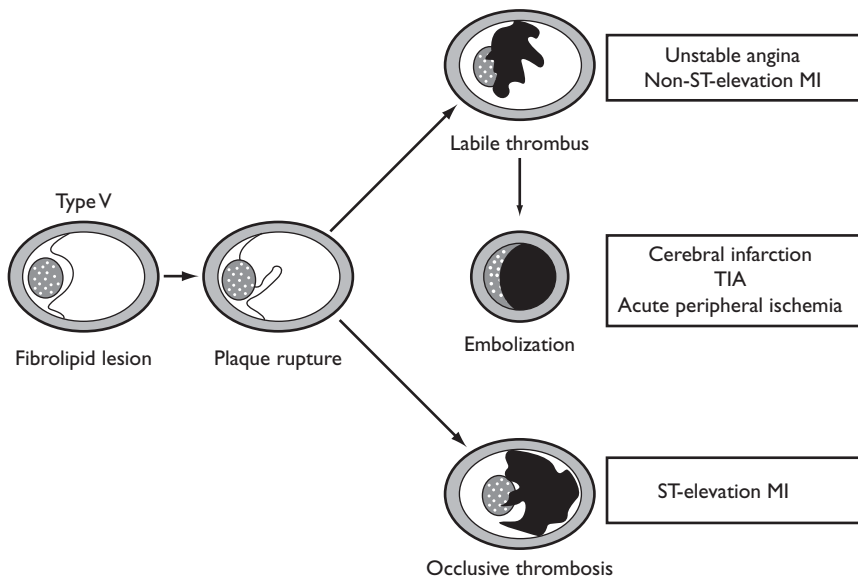 Unstable angina
Non-ST-elevation MI
Labile thrombus
Type V
Fibrolipid lesion
Plaque rupture
Cerebral infarction
TIA
Acute peripheral ischemia
Embolization
ST-elevation MI
Occlusive thrombosis